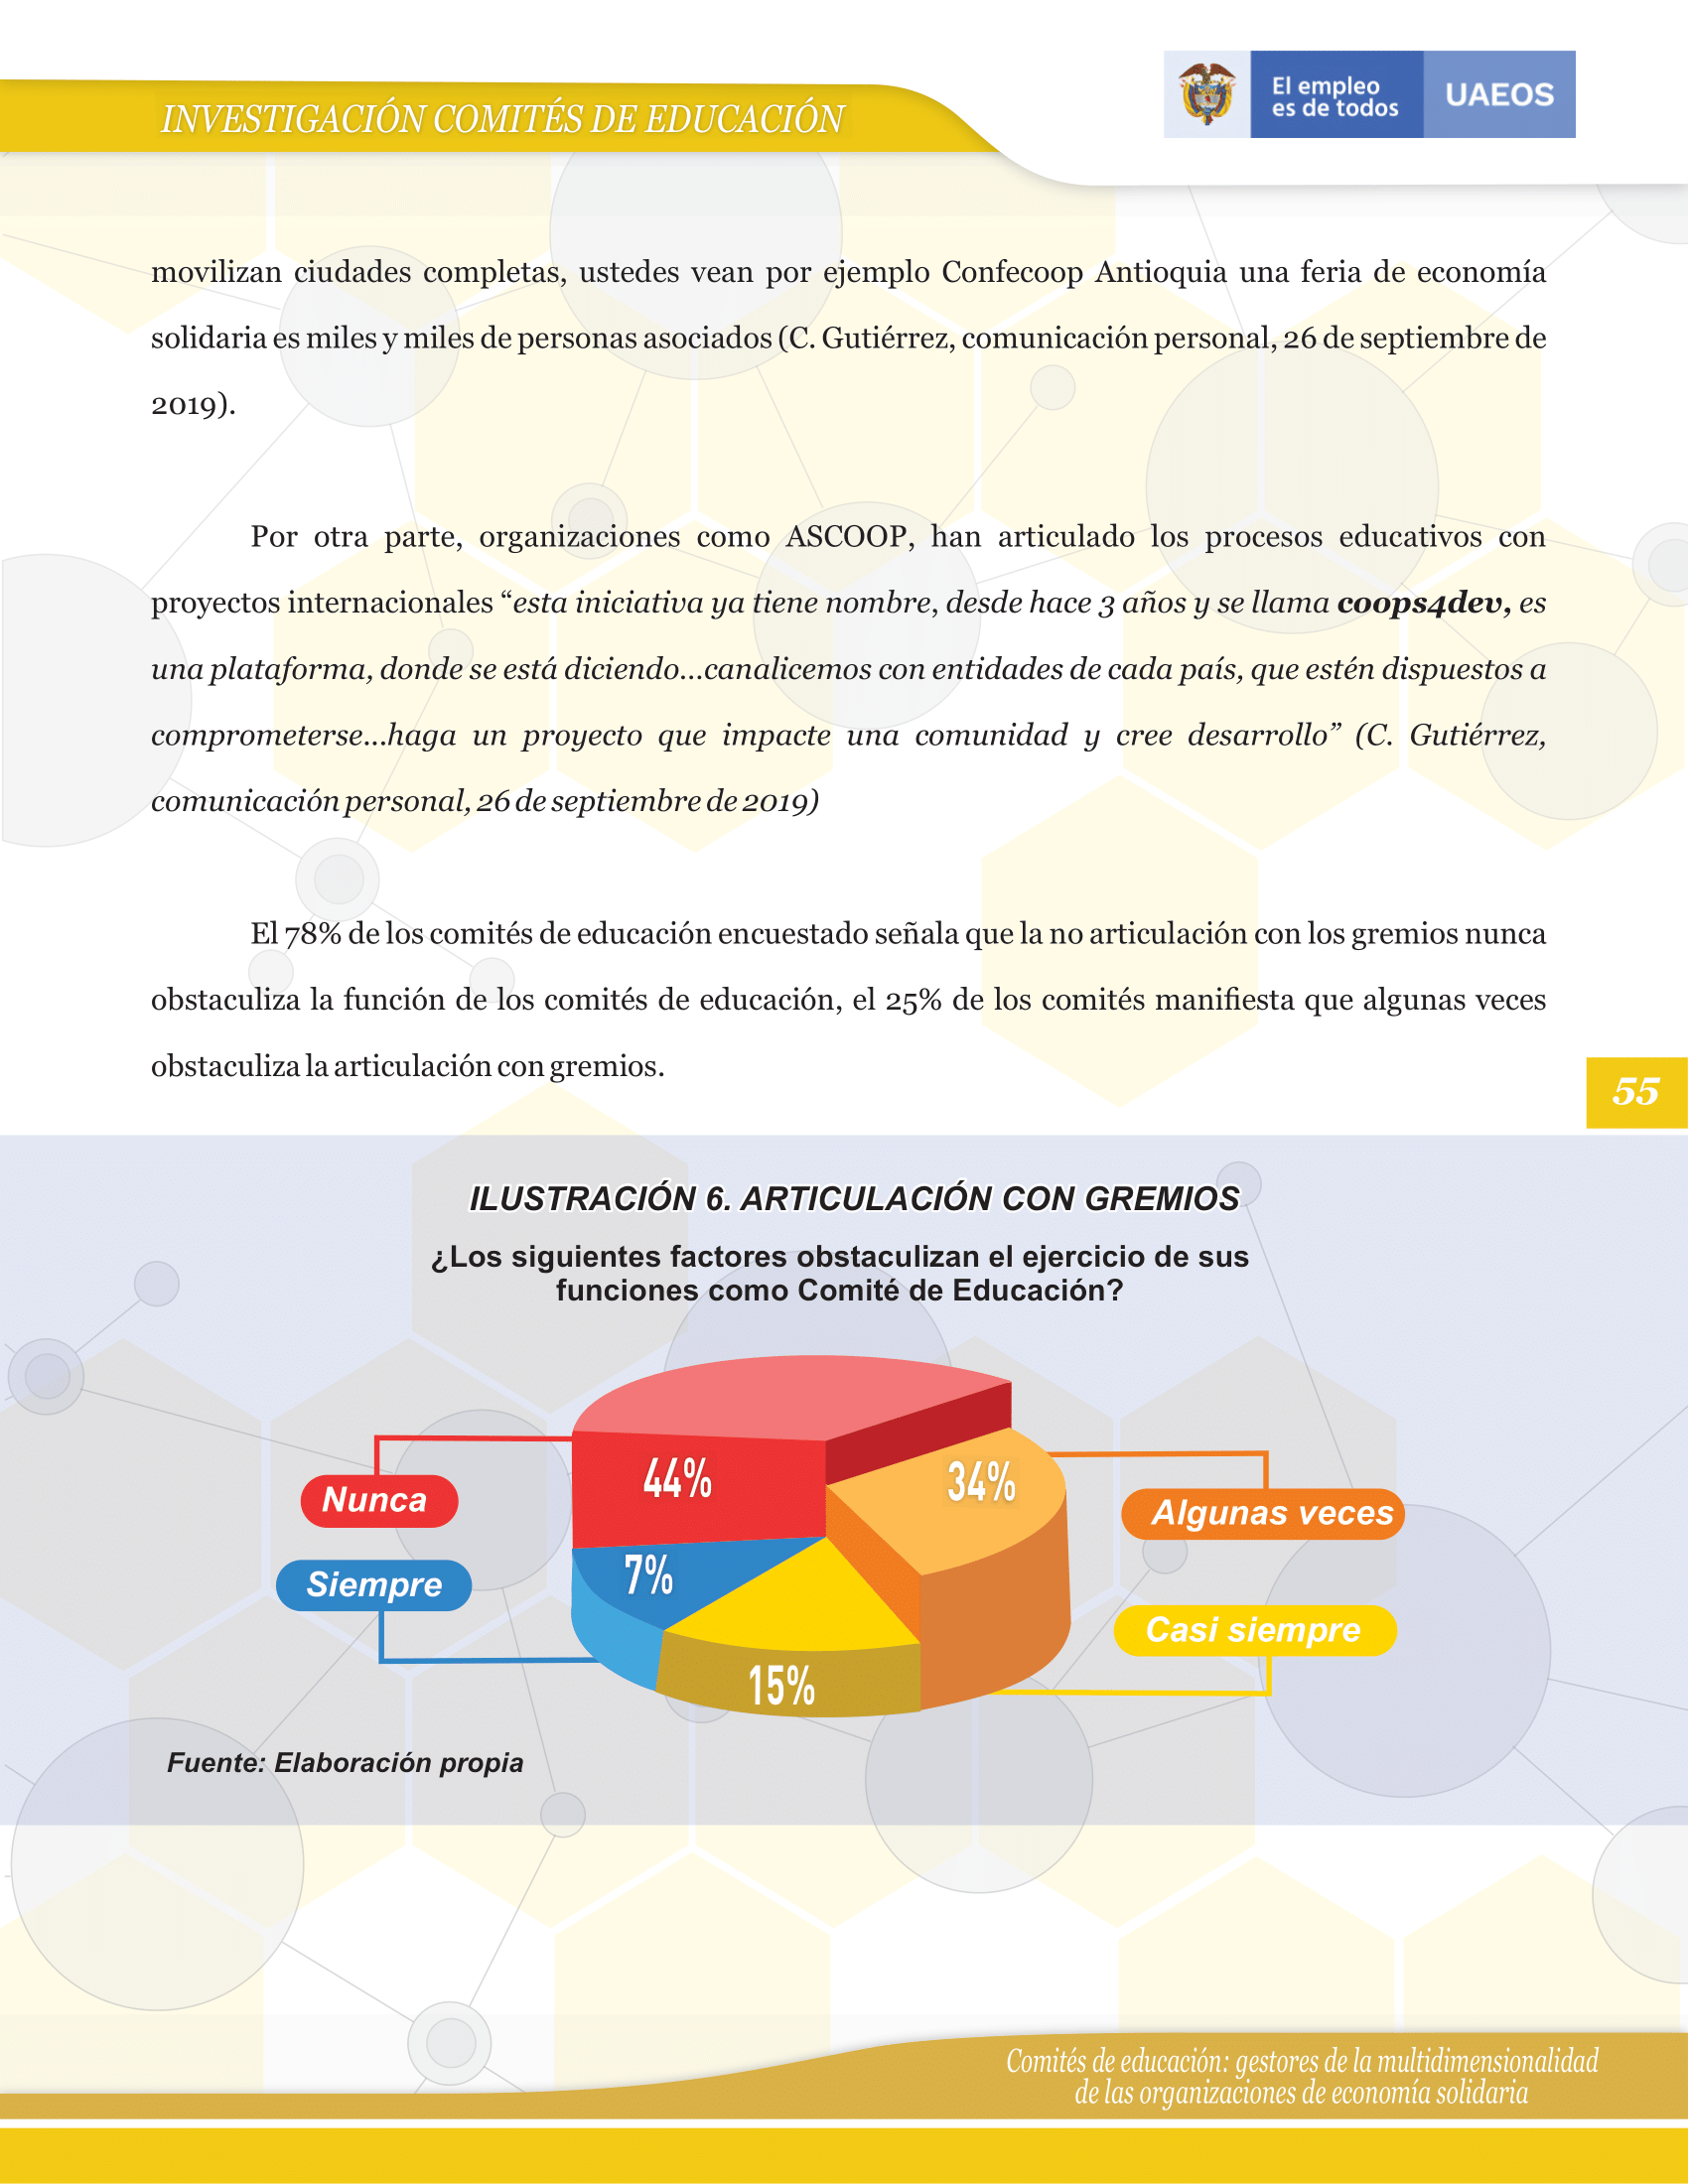 INVESTIGACIÓN COMITÉS DE EDUCACIÓN
El empleo
es de todos
UAEOS
movilizan ciudades completas, ustedes vean por ejemplo Confecoop Antioquia una feria de economía
solidaria es miles y miles de personas asociados (C. Gutiérrez, comunicación personal, 26 de septiembre de
2019).
Por otra parte, organizaciones como ASCOOP, han articulado los procesos educativos con
proyectos internacionales “esta iniciativa ya tiene nombre, desde hace 3 años y se llama coops4dev, es
una plataforma, donde se está diciendo...canalicemos con entidades de cada país, que estén dispuestos a
comprometerse...haga un proyecto que impacte una comunidad y cree desarrollo” (C. Gutiérrez,
comunicación personal, 26 de septiembre de 2019)
El 78% de los comités de educación encuestado señala que la no articulación con los gremios nunca
obstaculiza la función de los comités de educación, el 25% de los comités manifiesta que algunas veces
obstaculiza la articulación con gremios.
55
ILUSTRACIÓN 6. ARTICULACIÓN CON GREMIOS
¿Los siguientes factores obstaculizan el ejercicio de sus
funciones como Comité de Educación?
44%
34%
Nunca
Algunas veces
7%
Siempre
Casi siempre
15%
Fuente: Elaboración propia
Comités de educación: gestores de la multidimensionalidad
de las organizaciones de economía solidaria